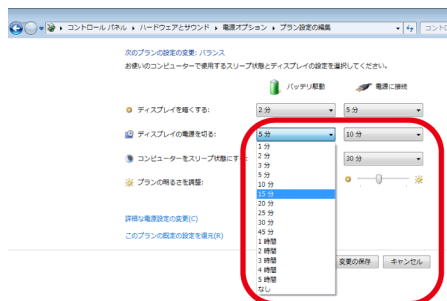 コントロール パネル ▸ ハードウェアとサウンド ▸ 電源オプション ▸ プラン設定の編集
コントロ
次のプランの設定の変更: バランス
お使いのコンピューターで使用するスリープ状態とディスプレイの設定を選択してください。
バッテリ駆動 電源に接続
ディスプレイを暗くする: 2 分 5 分
ディスプレイの電源を切る: 5 分 10 分
1 分
コンピューターをスリープ状態にす 2 分 30 分
3 分
5 分
プランの明るさを調整: 10 分
15 分
20 分
詳細な電源設定の変更(C) 25 分
30 分
このプランの既定の設定を復元(R) 45 分
1 時間
2 時間
3 時間 変更の保存 キャンセル
4 時間
5 時間
なし